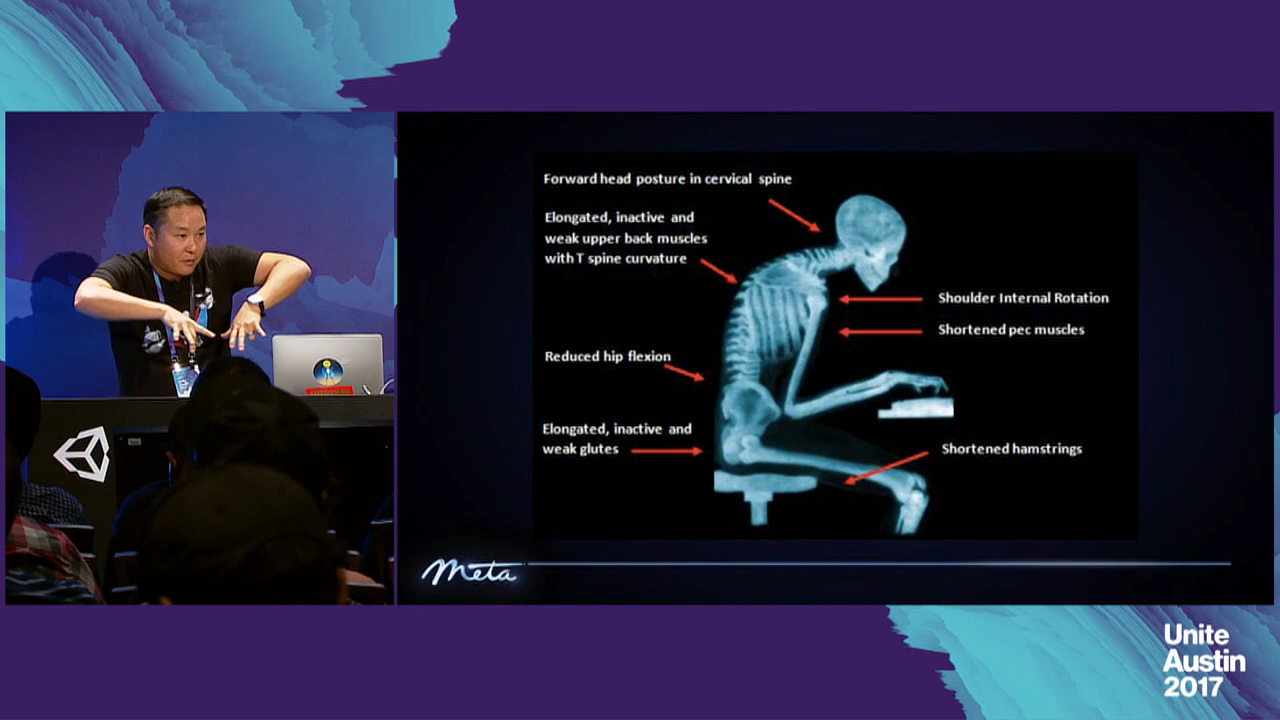 Forward head posture in cervical spine
Elongated, inactive and
weak upper back muscles
with T spine curvature
Shoulder Internal Rotation
Shortened pec muscles
Reduced hip flexion
Elongated, inactive and
weak glutes
Shortened hamstrings
Meta
Unite
Austin
2017